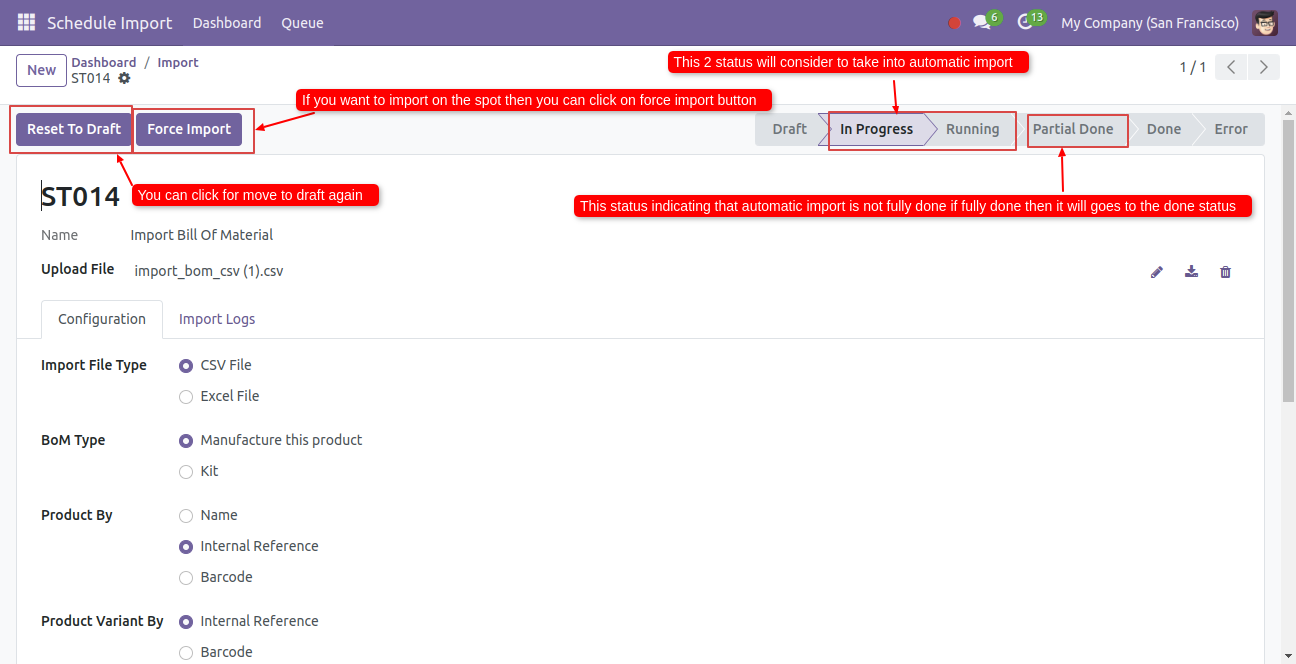 Schedule Import Dashboard Queue 6 13 My Company (San Francisco)
New Dashboard / Import
ST014
1 / 1
This 2 status will consider to take into automatic import
If you want to import on the spot then you can click on force import button
Reset To Draft Force Import Draft In Progress Running Partial Done Done Error
ST014
You can click for move to draft again
This status indicating that automatic import is not fully done if fully done then it will goes to the done status
Name Import Bill Of Material
Upload File import_bom_csv (1).csv
Configuration Import Logs
Import File Type CSV File
Excel File
BoM Type Manufacture this product
Kit
Product By Name
Internal Reference
Barcode
Product Variant By Internal Reference
Barcode